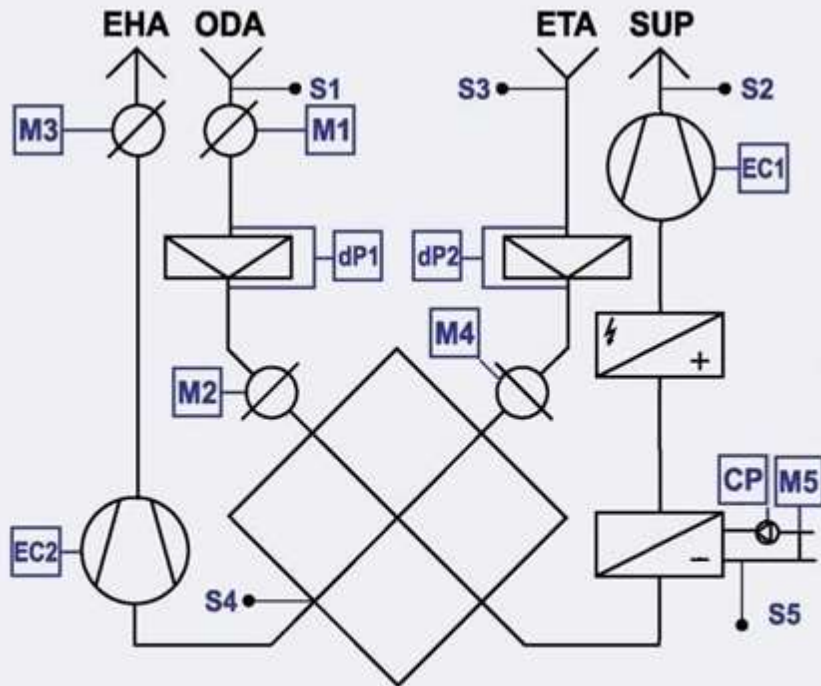 EHA ODA ETA SUP
S1 S3 S2
M3 M1 EC1
dP1 dP2
M4
+
M2
CP M5
EC2 −
S4 S5